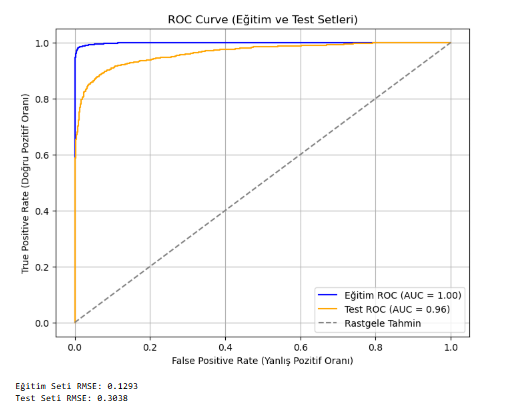 ROC Curve (Eğitim ve Test Setleri)
True Positive Rate (Doğru Pozitif Oranı)
1.0
0.8
0.6
0.4
0.2
0.0
0.0 0.2 0.4 0.6 0.8 1.0
False Positive Rate (Yanlış Pozitif Oranı)
Eğitim ROC (AUC = 1.00)
Test ROC (AUC = 0.96)
Rastgele Tahmin
Eğitim Seti RMSE: 0.1293
Test Seti RMSE: 0.3038